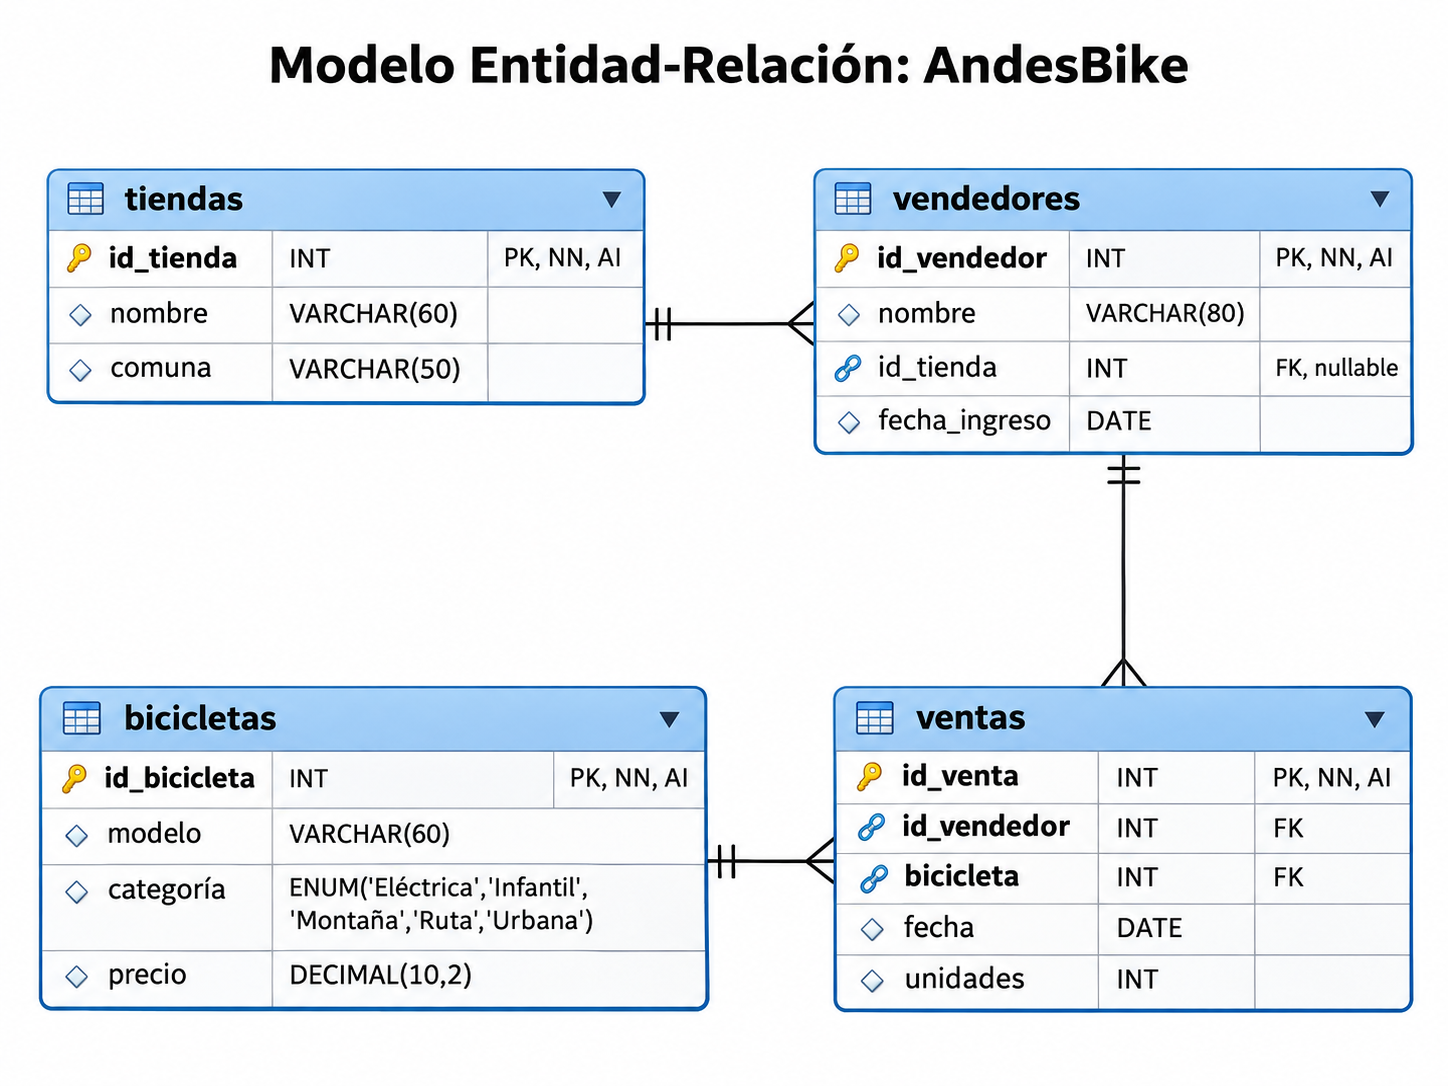 Modelo Entidad-Relación: AndesBike
tiendas
id_tienda INT PK, NN, AI
nombre VARCHAR(60)
comuna VARCHAR(50)
vendedores
id_vendedor INT PK, NN, AI
nombre VARCHAR(80)
id_tienda INT FK, nullable
fecha_ingreso DATE
bicicletas
id_bicicleta INT PK, NN, AI
modelo VARCHAR(60)
categoría ENUM('Eléctrica','Infantil',
'Montaña','Ruta','Urbana')
precio DECIMAL(10,2)
ventas
id_venta INT PK, NN, AI
id_vendedor INT FK
bicicleta INT FK
fecha DATE
unidades INT